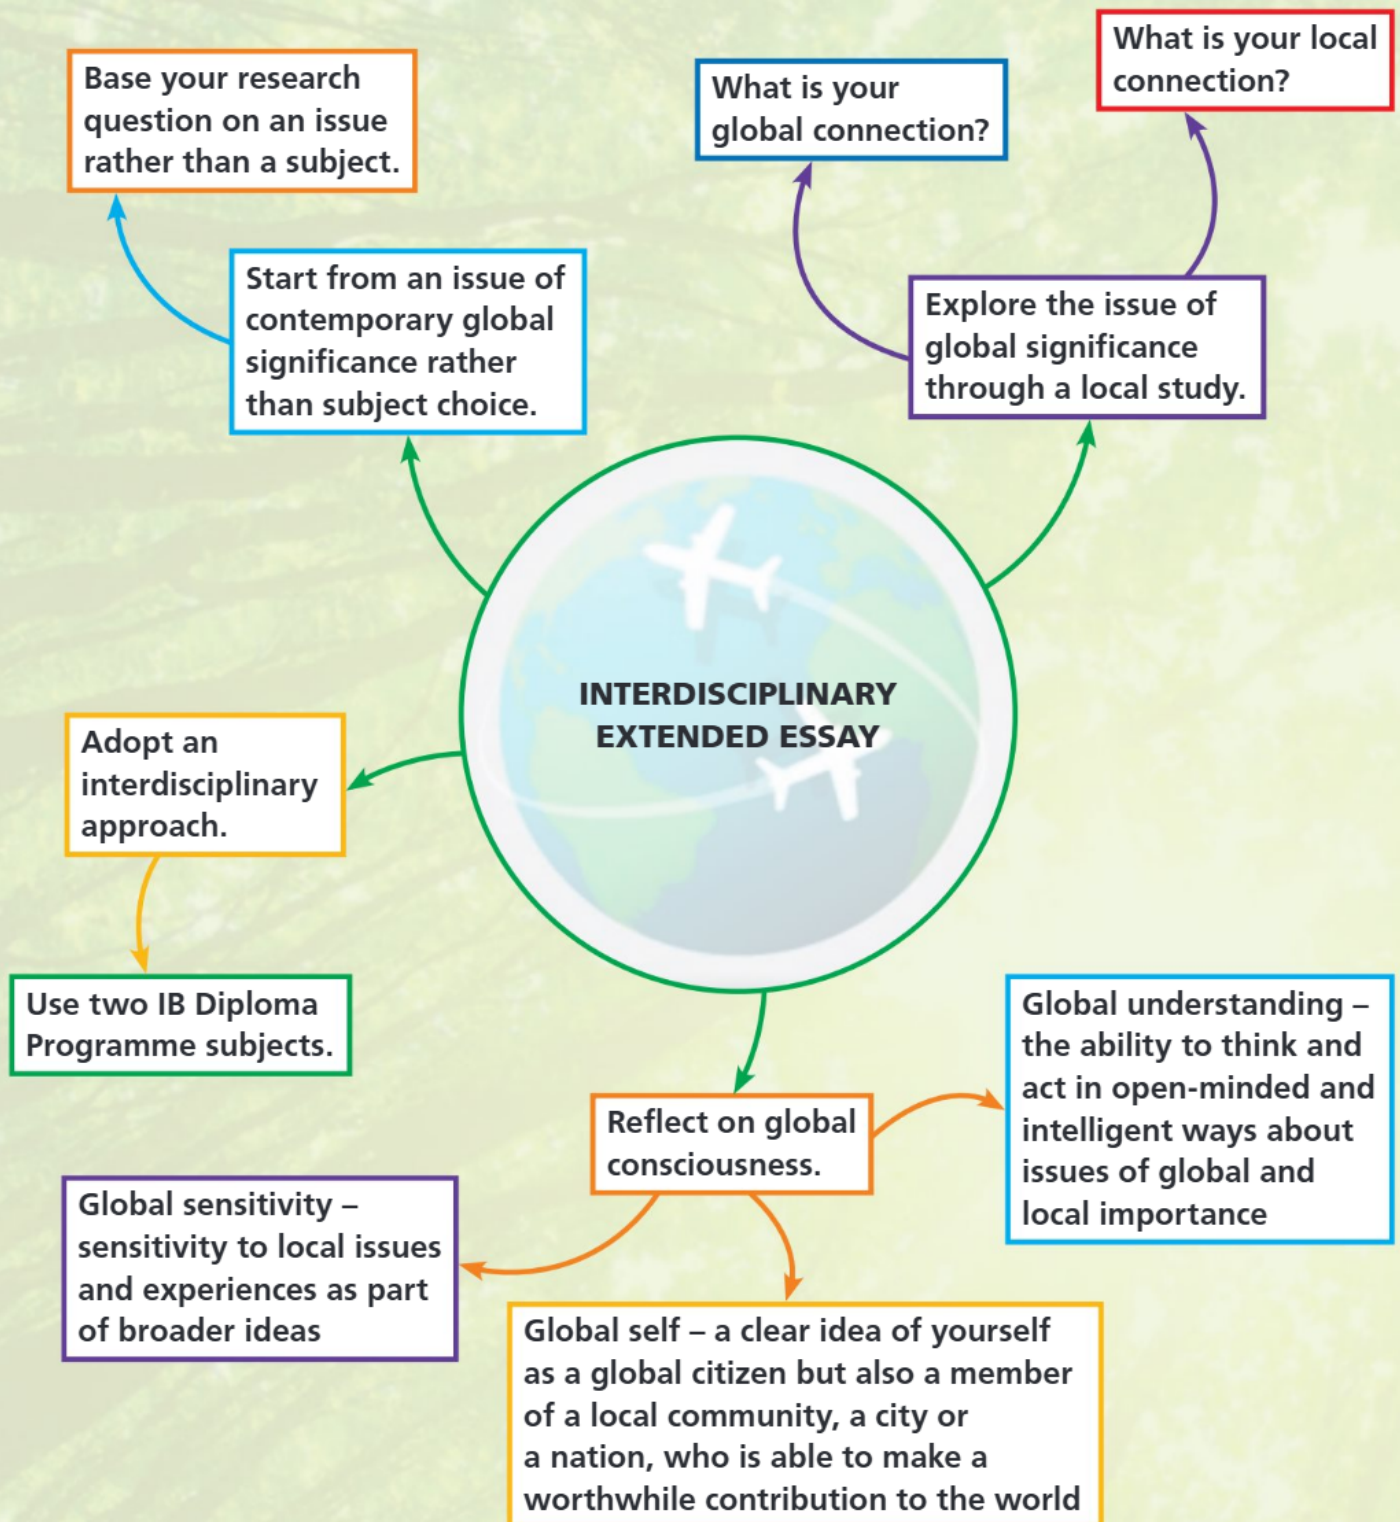 Base your research
question on an issue
rather than a subject.
What is your
global connection?
What is your local
connection?
Start from an issue of
contemporary global
significance rather
than subject choice.
Explore the issue of
global significance
through a local study.
INTERDISCIPLINARY
EXTENDED ESSAY
Adopt an
interdisciplinary
approach.
Use two IB Diploma
Programme subjects.
Reflect on global
consciousness.
Global understanding –
the ability to think and
act in open-minded and
intelligent ways about
issues of global and
local importance
Global sensitivity –
sensitivity to local issues
and experiences as part
of broader ideas
Global self – a clear idea of yourself
as a global citizen but also a member
of a local community, a city or
a nation, who is able to make a
worthwhile contribution to the world